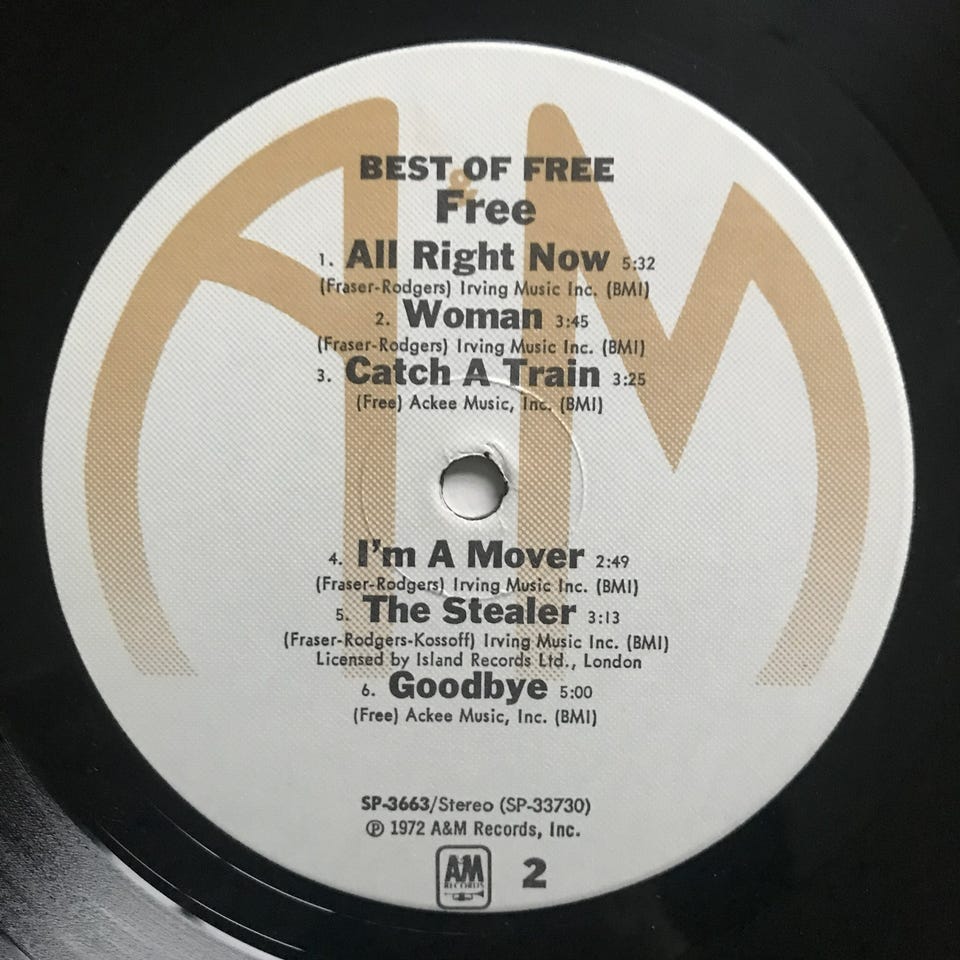 BEST OF FREE
Free
1. All Right Now 5:32
(Fraser-Rodgers) Irving Music Inc. (BMI)
2. Woman 3:45
(Fraser-Rodgers) Irving Music Inc. (BMI)
3. Catch A Train 3:25
(Free) Ackee Music, Inc. (BMI)
4. I'm A Mover 2:49
(Fraser-Rodgers) Irving Music Inc. (BMI)
5. The Stealer 3:13
(Fraser-Rodgers-Kossoff) Irving Music Inc. (BMI)
Licensed by Island Records Ltd., London
6. Goodbye 5:00
(Free) Ackee Music, Inc. (BMI)
SP-3663/Stereo (SP-33730)
℗ 1972 A&M Records, Inc.
A&M RECORDS 2
A&M